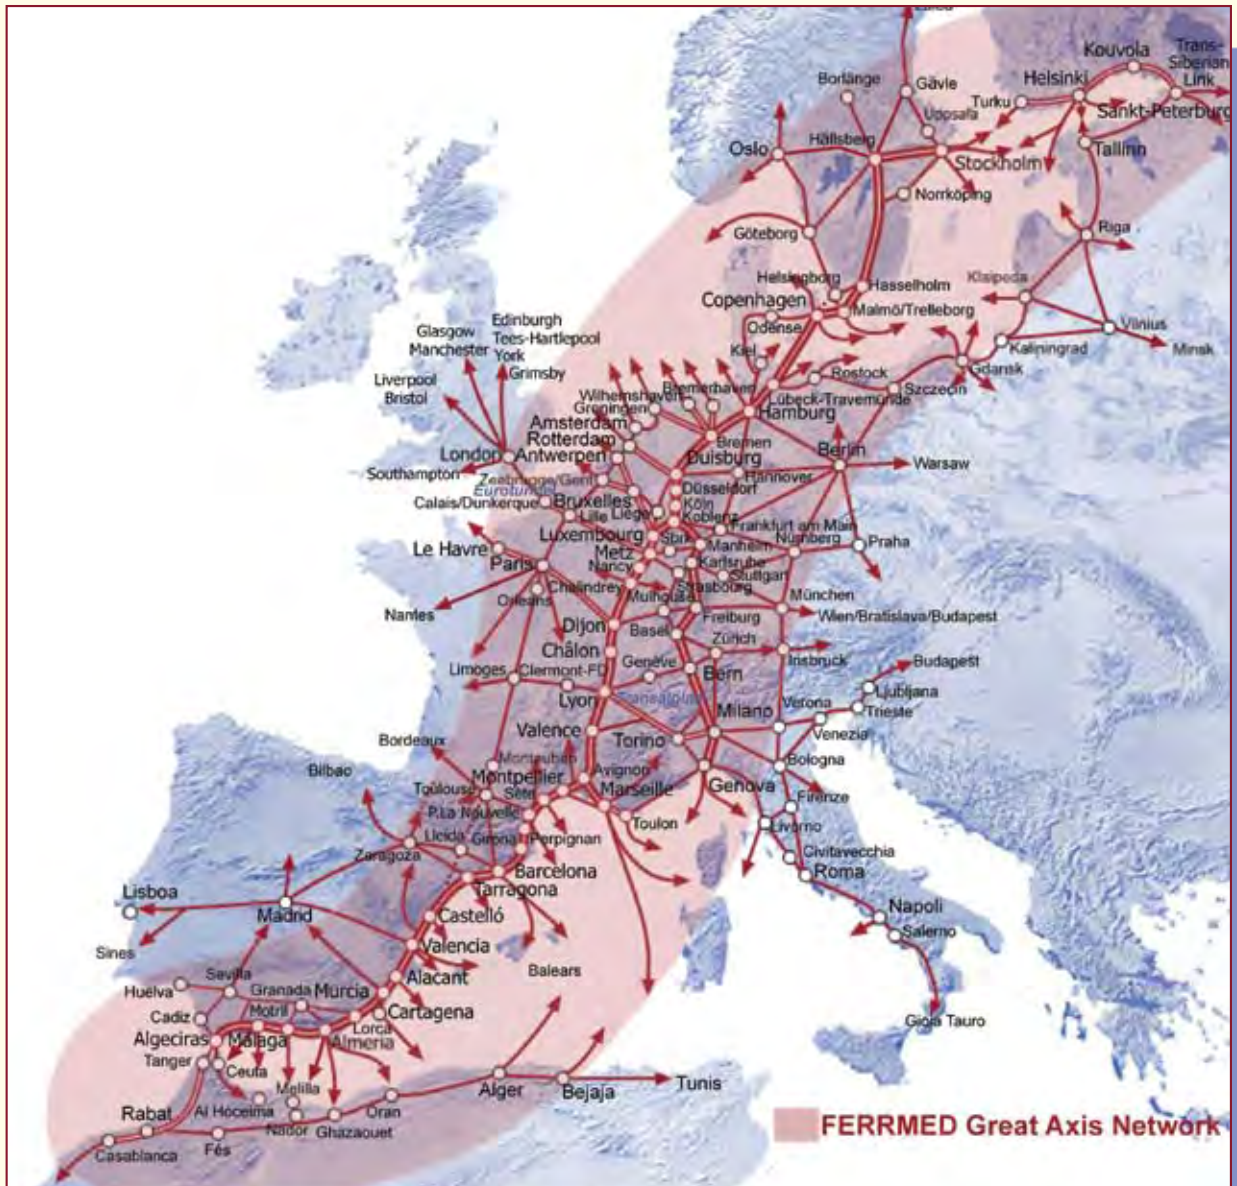 Kouvola
Trans-
Siberian
Link
Helsinki
Borlänge
Gävle
Turku
Sankt-Peterburg
Uppsala
Hällsberg
Oslo
Tallinn
Stockholm
Norrköping
Göteborg
Riga
Helsingborg
Hasselholm
Klaipeda
Copenhagen
Malmö/Trelleborg
Odense
Vilnius
Minsk
Kaliningrad
Kiel
Gdansk
Edinburgh
Glasgow
Tees-Hartlepool
Manchester
York
Grimsby
Liverpool
Bristol
Rostock
Szczecin
Bremerhaven
Wilhemshaven
Lübeck-Travemünde
Groningen
Hamburg
Amsterdam
Rotterdam
Bremen
London
Antwerpen
Duisburg
Berlin
Warsaw
Southampton
Zeebrugge/Gent
Hannover
Düsseldorf
Calais/Dunkerque
Bruxelles
Köln
Lille
Liège
Koblenz
Frankfurt am Main
Luxembourg
Le Havre
Sbrk
Manheim
Nürnberg
Praha
Metz
Paris
Nancy
Karlsruhe
Stuttgart
Chalindrey
Strasbourg
Orleans
Mulhouse
München
Nantes
Freiburg
Wien/Bratislava/Budapest
Dijon
Basel
Zürich
Châlon
Genève
Insbruck
Limoges
Clermont-FD
Bern
Budapest
Ljubljana
Lyon
Milano
Verona
Trieste
Valence
Torino
Venezia
Bordeaux
Montauban
Bologna
Bilbao
Montpellier
Avignon
Toulouse
Sète
Marseille
Genova
Firenze
P.La Nouvelle
Toulon
Livorno
Lleida
Girona
Perpignan
Zaragoza
Civitavecchia
Barcelona
Roma
Tarragona
Lisboa
Madrid
Castelló
Napoli
Salerno
Sines
Valencia
Balears
Sevilla
Alacant
Huelva
Granada
Murcia
Cartagena
Cadiz
Motril
Lorca
Gioia Tauro
Algeciras
Málaga
Almeria
Tanger
Ceuta
Alger
Bejaja
Tunis
Melilla
Rabat
Al Hoceima
Oran
Nador
Ghazaouet
Fés
Casablanca
FERRMED Great Axis Network